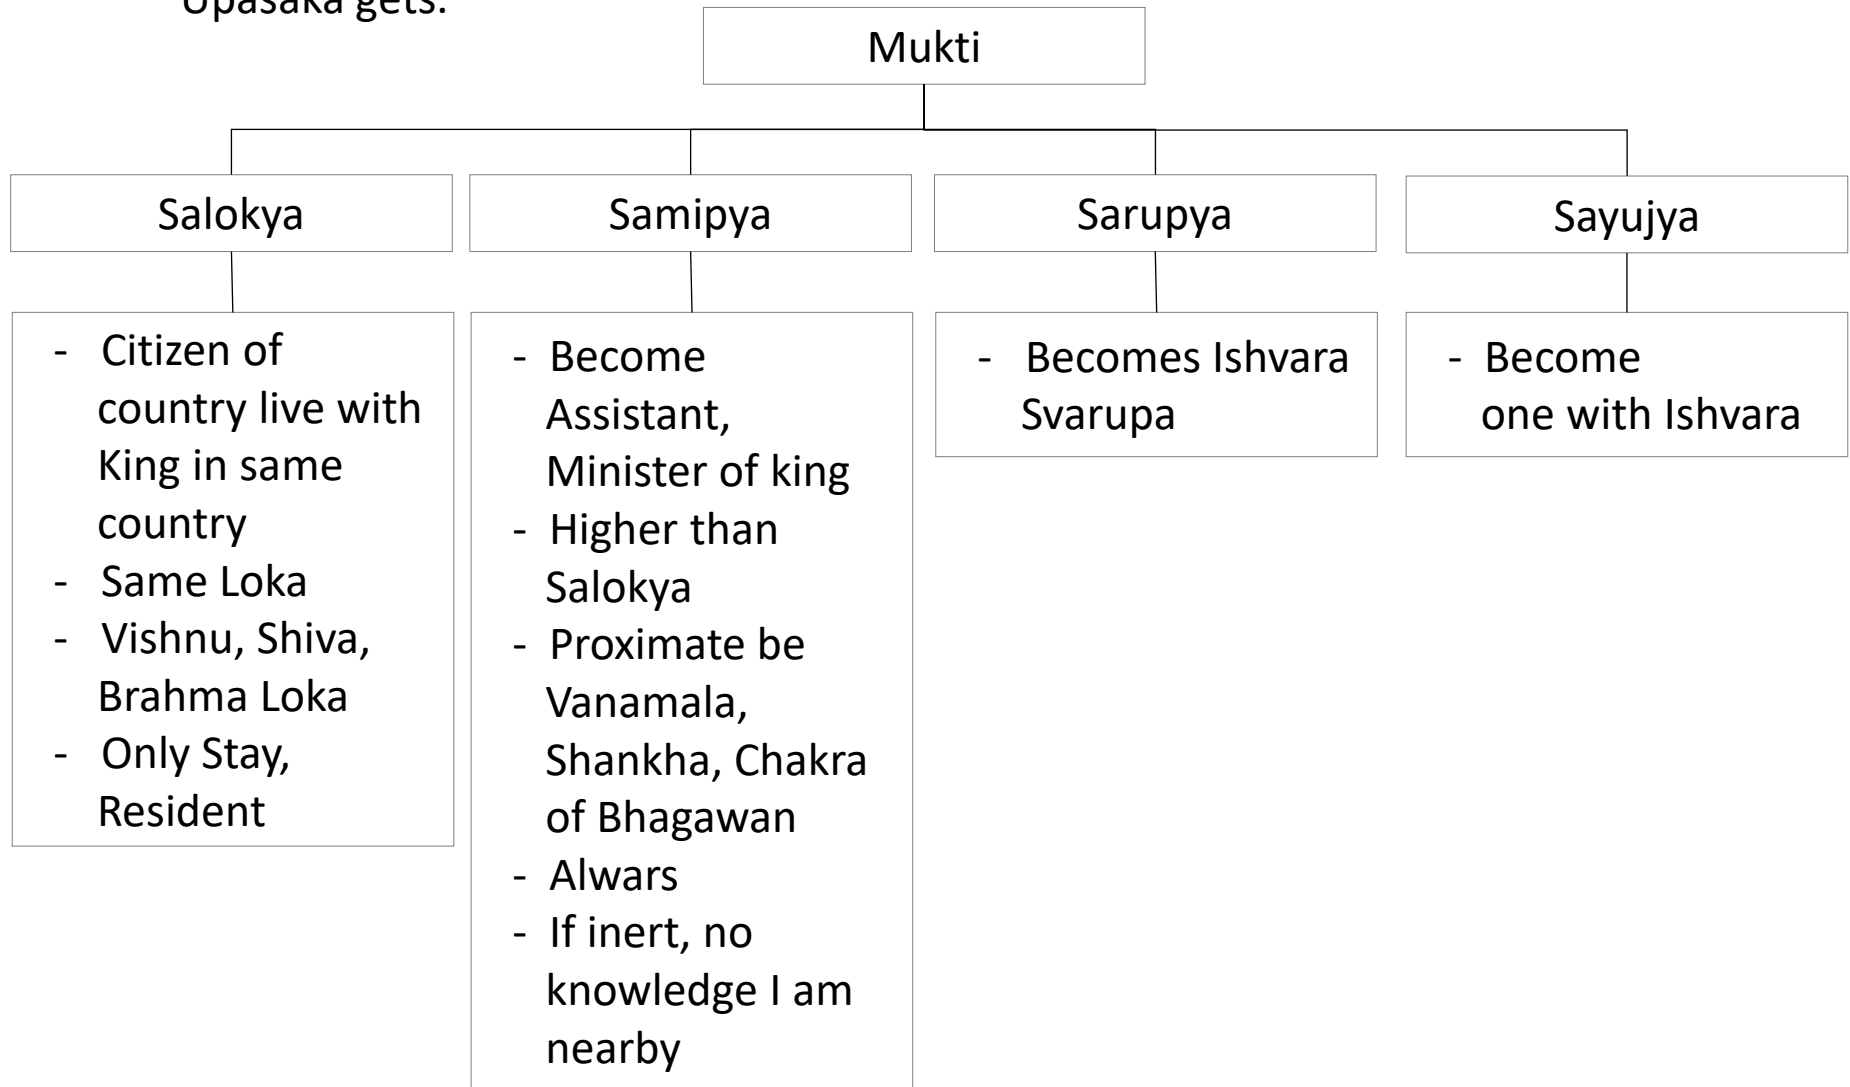 Upasaka gets:
Mukti
Salokya
Samipya
Sarupya
Sayujya
- Citizen of
country live with
King in same
country
- Same Loka
- Vishnu, Shiva,
Brahma Loka
- Only Stay,
Resident
- Become
Assistant,
Minister of king
- Higher than
Salokya
- Proximate be
Vanamala,
Shankha, Chakra
of Bhagawan
- Alwars
- If inert, no
knowledge I am
nearby
- Becomes Ishvara
Svarupa
- Become
one with Ishvara